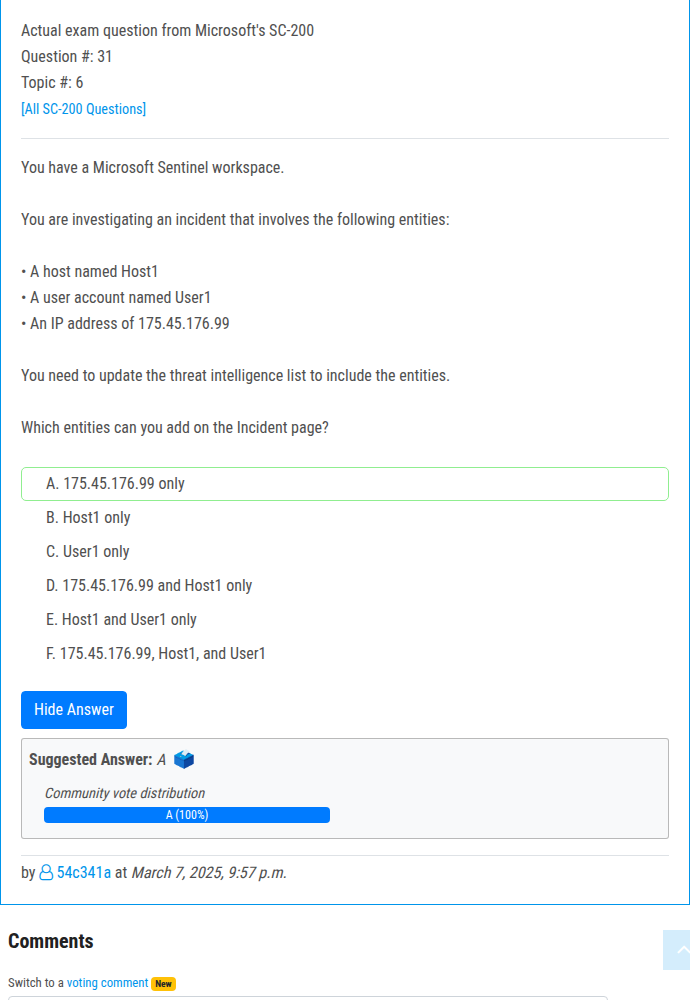 Actual exam question from Microsoft's SC-200
Question #: 31
Topic #: 6
[All SC-200 Questions]
You have a Microsoft Sentinel workspace.
You are investigating an incident that involves the following entities:
• A host named Host1
• A user account named User1
• An IP address of 175.45.176.99
You need to update the threat intelligence list to include the entities.
Which entities can you add on the Incident page?
A. 175.45.176.99 only
B. Host1 only
C. User1 only
D. 175.45.176.99 and Host1 only
E. Host1 and User1 only
F. 175.45.176.99, Host1, and User1
Hide Answer
Suggested Answer: A
Community vote distribution
A (100%)
by 54c341a at March 7, 2025, 9:57 p.m.
Comments
Switch to a voting comment New